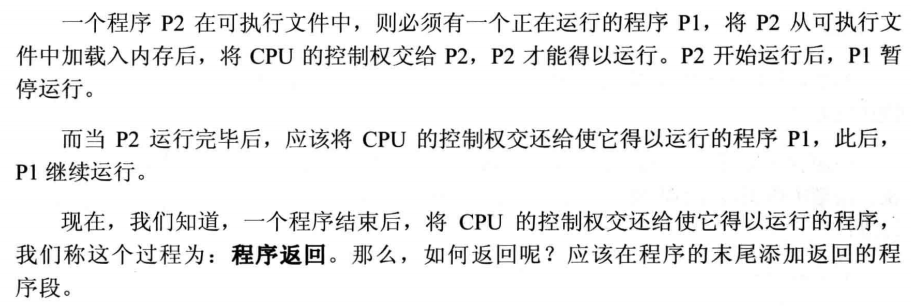 一个程序 P2 在可执行文件中，则必须有一个正在运行的程序 P1，将 P2 从可执行文
件中加载入内存后，将 CPU 的控制权交给 P2，P2 才能得以运行。P2 开始运行后，P1 暂
停运行。
而当 P2 运行完毕后，应该将 CPU 的控制权交还给使它得以运行的程序 P1，此后，
P1 继续运行。
现在，我们知道，一个程序结束后，将 CPU 的控制权交还给使它得以运行的程序，
我们称这个过程为：程序返回。那么，如何返回呢？应该在程序的末尾添加返回的程
序段。